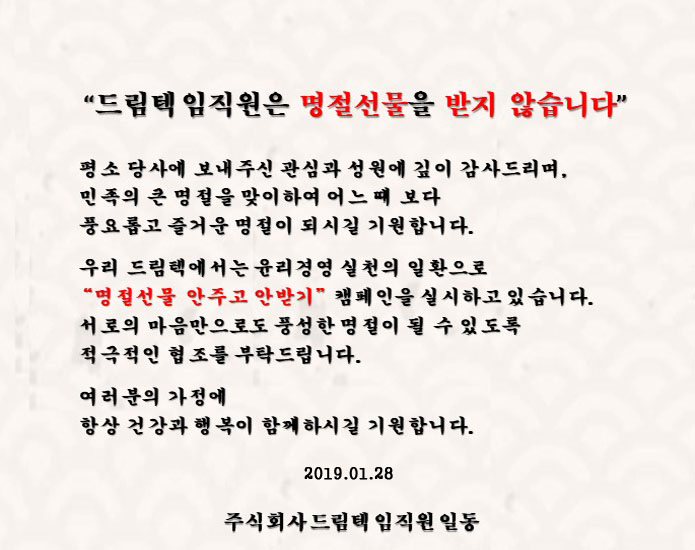 “드림텍 임직원은 명절선물을 받지 않습니다”
평소 당사에 보내주신 관심과 성원에 깊이 감사드리며,
민족의 큰 명절을 맞이하여 어느 때 보다
풍요롭고 즐거운 명절이 되시길 기원합니다.
우리 드림텍에서는 윤리경영 실천의 일환으로
“명절선물 안주고 안받기” 캠페인을 실시하고 있습니다.
서로의 마음만으로도 풍성한 명절이 될 수 있도록
적극적인 협조를 부탁드립니다.
여러분의 가정에
항상 건강과 행복이 함께하시길 기원합니다.
2019.01.28
주식회사 드림텍 임직원 일동